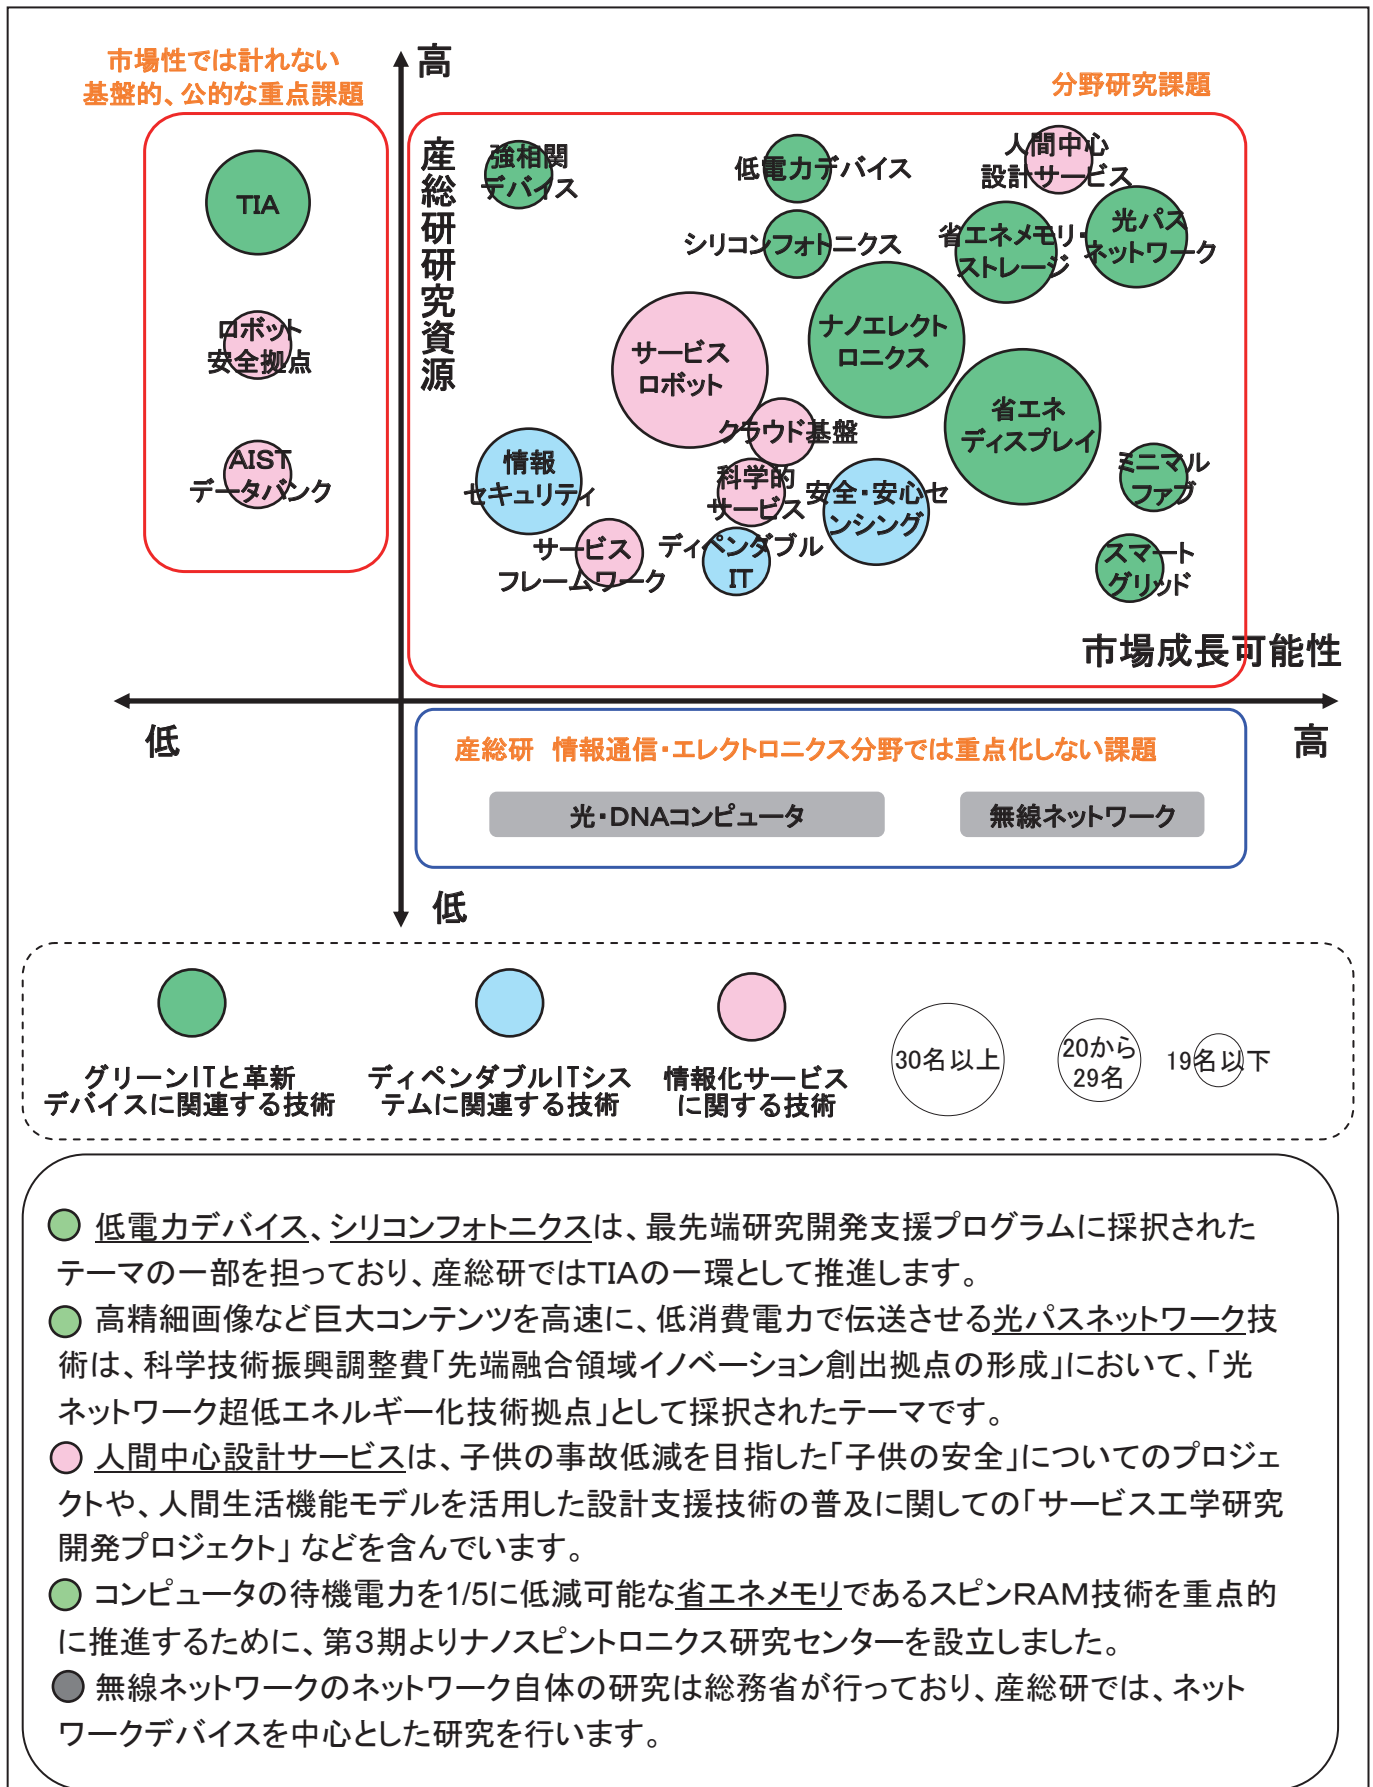 市場性では計れない
基盤的、公的な重点課題
高
分野研究課題
産総研研究資源
TIA
ロボット
安全拠点
AIST
データバンク
強相関
デバイス
低電力デバイス
シリコンフォトニクス
人間中心
設計サービス
省エネメモリ・
ストレージ
光パス
ネットワーク
ナノエレクト
ロニクス
サービス
ロボット
クラウド基盤
省エネ
ディスプレイ
情報
セキュリティ
科学的
サービス
安全・安心セ
ンシング
ミニマル
ファブ
サービス
フレームワーク
ディペンダブル
IT
スマート
グリッド
市場成長可能性
低
高
産総研 情報通信・エレクトロニクス分野では重点化しない課題
光・DNAコンピュータ
無線ネットワーク
低
グリーンITと革新
デバイスに関連する技術
ディペンダブルITシス
テムに関連する技術
情報化サービス
に関する技術
30名以上
20から
29名
19名以下
低電力デバイス、シリコンフォトニクスは、最先端研究開発支援プログラムに採択された
テーマの一部を担っており、産総研ではTIAの一環として推進します。
高精細画像など巨大コンテンツを高速に、低消費電力で伝送させる光パスネットワーク技
術は、科学技術振興調整費「先端融合領域イノベーション創出拠点の形成」において、「光
ネットワーク超低エネルギー化技術拠点」として採択されたテーマです。
人間中心設計サービスは、子供の事故低減を目指した「子供の安全」についてのプロジェ
クトや、人間生活機能モデルを活用した設計支援技術の普及に関しての「サービス工学研究
開発プロジェクト」などを含んでいます。
コンピュータの待機電力を1/5に低減可能な省エネメモリであるスピンRAM技術を重点的
に推進するために、第3期よりナノスピントロニクス研究センターを設立しました。
無線ネットワークのネットワーク自体の研究は総務省が行っており、産総研では、ネット
ワークデバイスを中心とした研究を行います。